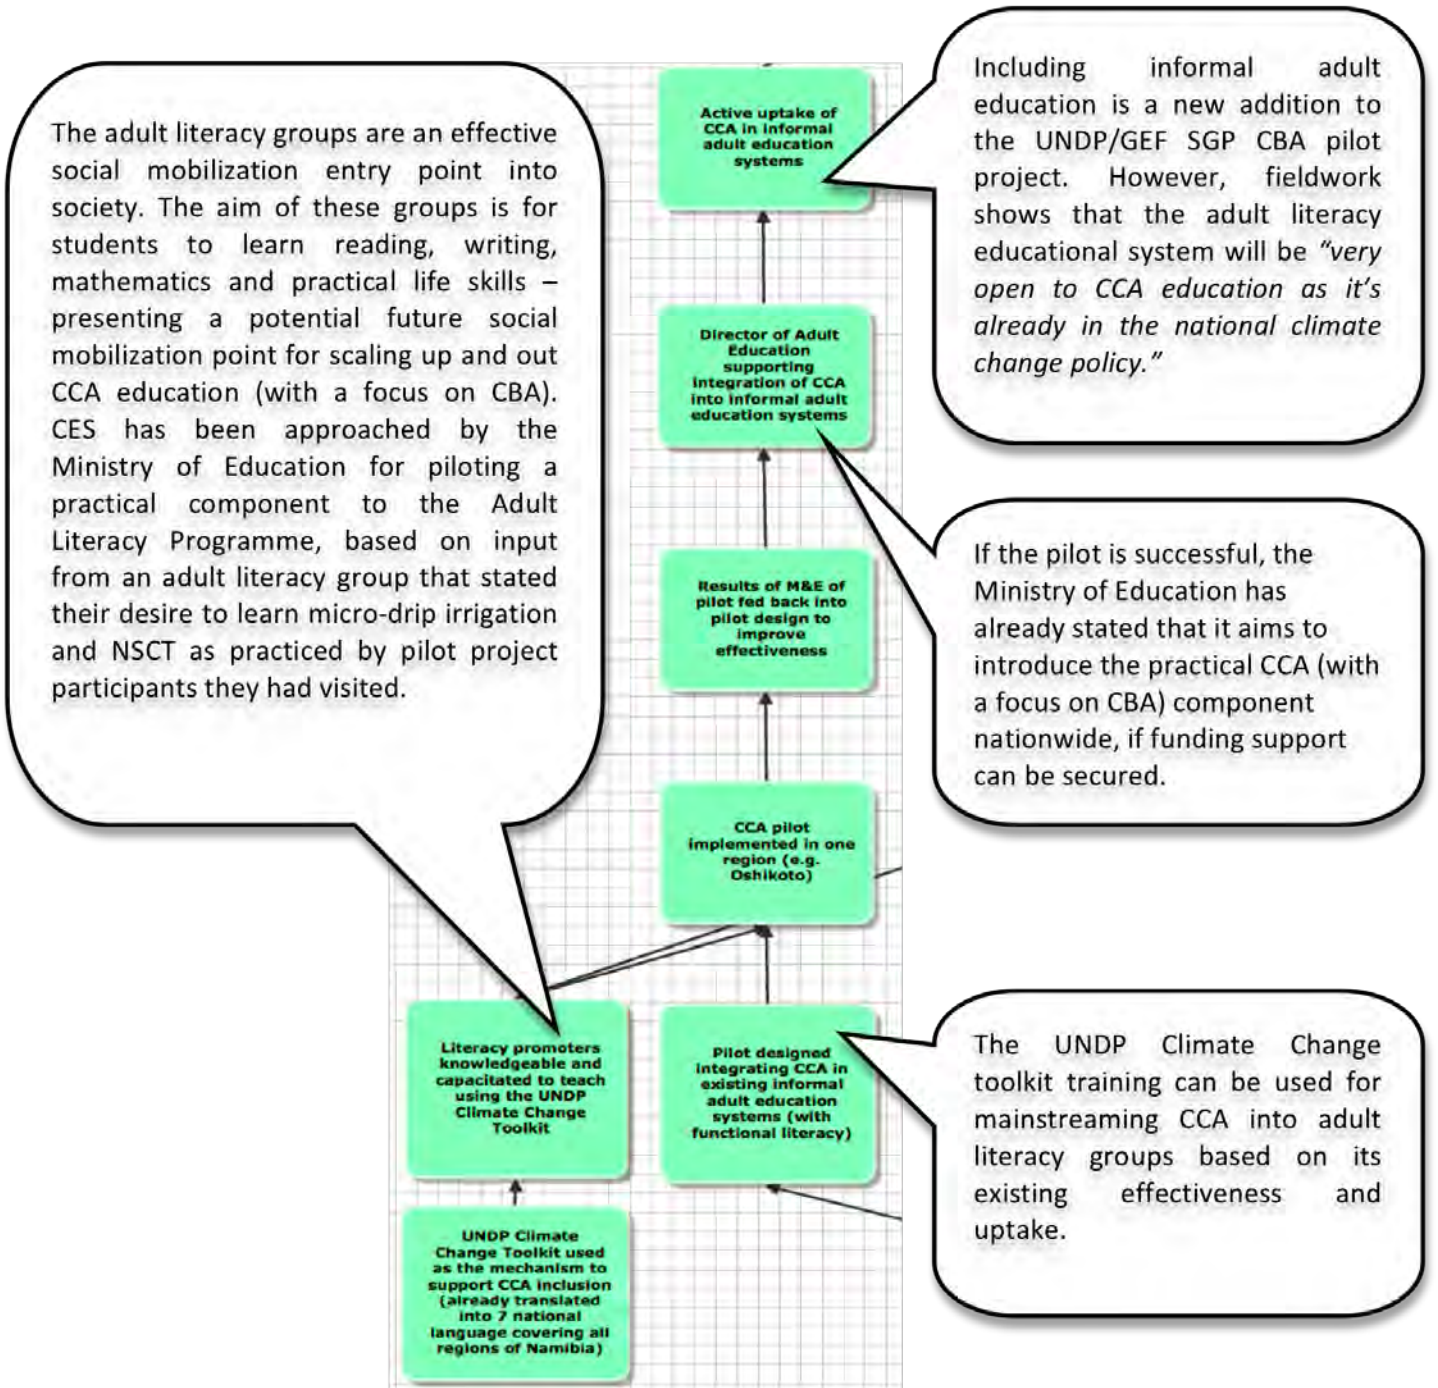 The adult literacy groups are an effective
social mobilization entry point into
society. The aim of these groups is for
students to learn reading, writing,
mathematics and practical life skills –
presenting a potential future social
mobilization point for scaling up and out
CCA education (with a focus on CBA).
CES has been approached by the
Ministry of Education for piloting a
practical component to the Adult
Literacy Programme, based on input
from an adult literacy group that stated
their desire to learn micro-drip irrigation
and NSCT as practiced by pilot project
participants they had visited.
Active uptake of
CCA in informal
adult education
systems
Including informal adult
education is a new addition to
the UNDP/GEF SGP CBA pilot
project. However, fieldwork
shows that the adult literacy
educational system will be “very
open to CCA education as it's
already in the national climate
change policy.”
Director of Adult
Education
supporting
integration of CCA
into informal adult
education systems
If the pilot is successful, the
Ministry of Education has
already stated that it aims to
introduce the practical CCA (with
a focus on CBA) component
nationwide, if funding support
can be secured.
Results of M&E of
pilot fed back into
pilot design to
improve
effectiveness
CCA pilot
implemented in one
region (e.g.
Oshikoto)
Literacy promoters
knowledgeable and
capacitated to teach
using the UNDP
Climate Change
Toolkit
Pilot designed
integrating CCA in
existing informal
adult education
systems (with
functional literacy)
The UNDP Climate Change
toolkit training can be used for
mainstreaming CCA into adult
literacy groups based on its
existing effectiveness and
uptake.
UNDP Climate
Change Toolkit used
as the mechanism to
support CCA inclusion
(already translated
into 7 national
language covering all
regions of Namibia)